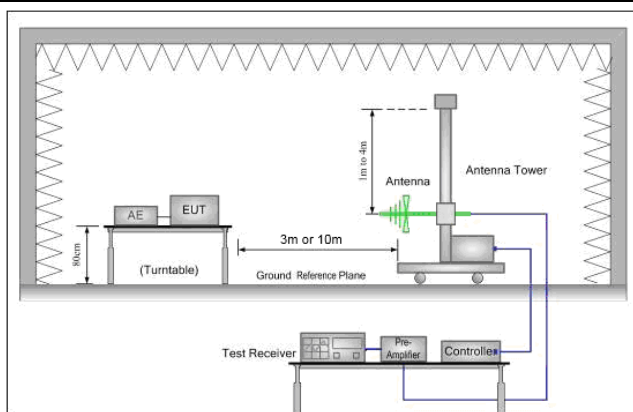 1m to 4m
Antenna
Antenna Tower
AE
EUT
80cm
3m or 10m
(Turntable)
Ground Reference Plane
Test Receiver
Pre-
Amplifier
Controller